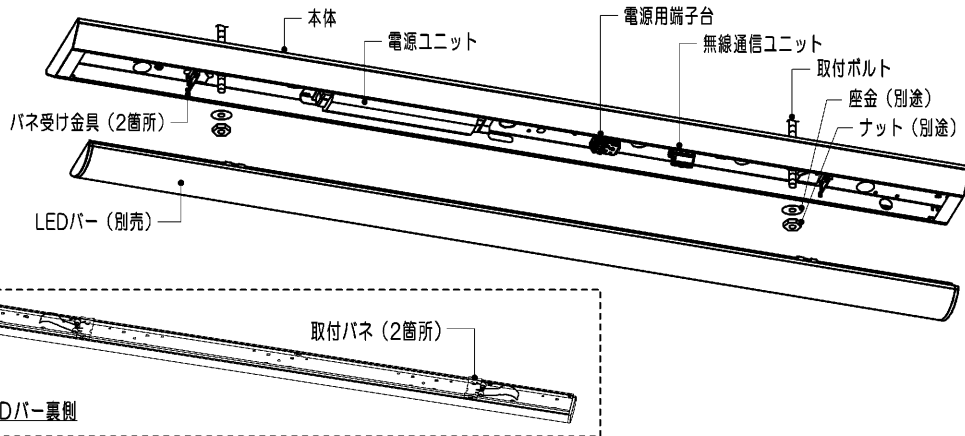 本体
電源ユニット
電源用端子台
無線通信ユニット
取付ボルト
座金（別途）
ナット（別途）
バネ受け金具（2箇所）
LEDバー（別売）
取付バネ（2箇所）
Dバー裏側